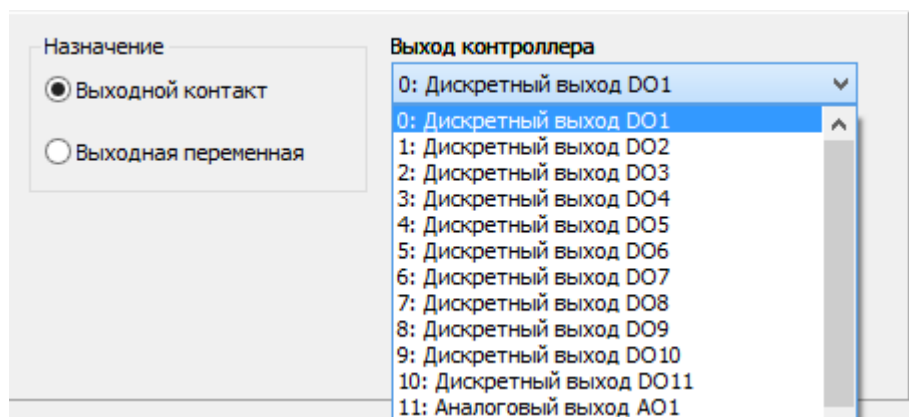 Назначение
Выходной контакт
Выходная переменная
Выход контроллера
0: Дискретный выход DO1
0: Дискретный выход DO1
1: Дискретный выход DO2
2: Дискретный выход DO3
3: Дискретный выход DO4
4: Дискретный выход DO5
5: Дискретный выход DO6
6: Дискретный выход DO7
7: Дискретный выход DO8
8: Дискретный выход DO9
9: Дискретный выход DO10
10: Дискретный выход DO11
11: Аналоговый выход AO1